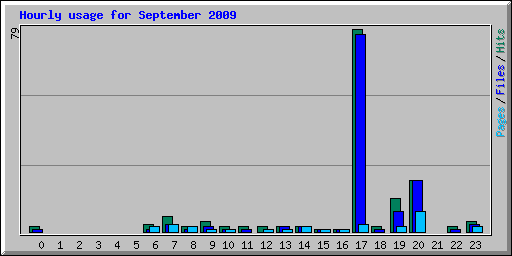 Hourly usage for September 2009
79
Pages/Files/Hits
0 1 2 3 4 5 6 7 8 9 10 11 12 13 14 15 16 17 18 19 20 21 22 23